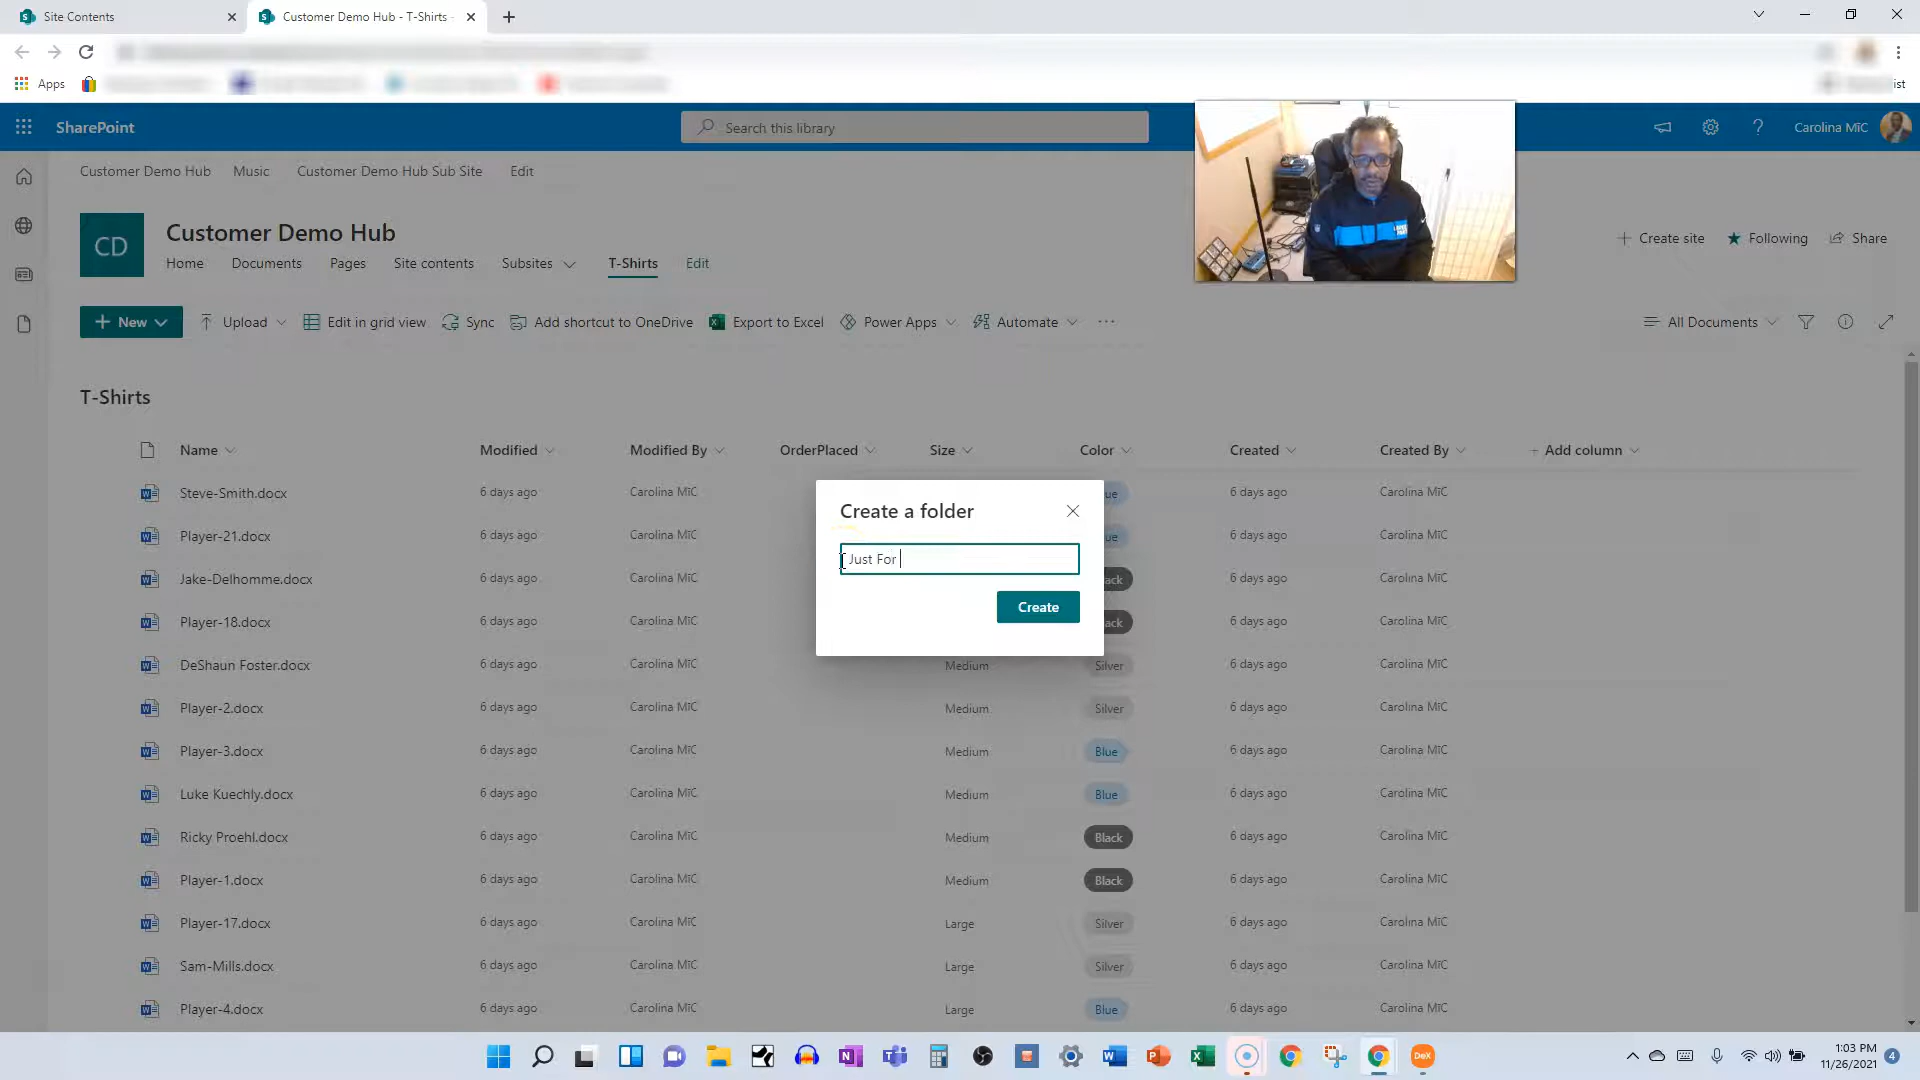 Site Contents
Customer Demo Hub - T-Shirts -
Apps
ist
SharePoint
Search this library
Carolina MiC
Customer Demo Hub Music Customer Demo Hub Sub Site Edit
CD
Customer Demo Hub
Home Documents Pages Site contents Subsites T-Shirts Edit
Create site Following Share
New Upload Edit in grid view Sync Add shortcut to OneDrive Export to Excel Power Apps Automate ... All Documents
T-Shirts
Name Modified Modified By OrderPlaced Size Color Created Created By + Add column
Steve-Smith.docx 6 days ago Carolina MiC ue 6 days ago Carolina MiC
Player-21.docx 6 days ago Carolina MiC ue 6 days ago Carolina MiC
Jake-Delhomme.docx 6 days ago Carolina MiC ack 6 days ago Carolina MiC
Player-18.docx 6 days ago Carolina MiC ack 6 days ago Carolina MiC
DeShaun Foster.docx 6 days ago Carolina MiC Medium Silver 6 days ago Carolina MiC
Player-2.docx 6 days ago Carolina MiC Medium Silver 6 days ago Carolina MiC
Player-3.docx 6 days ago Carolina MiC Medium Blue 6 days ago Carolina MiC
Luke Kuechly.docx 6 days ago Carolina MiC Medium Blue 6 days ago Carolina MiC
Ricky Proehl.docx 6 days ago Carolina MiC Medium Black 6 days ago Carolina MiC
Player-1.docx 6 days ago Carolina MiC Medium Black 6 days ago Carolina MiC
Player-17.docx 6 days ago Carolina MiC Large Silver 6 days ago Carolina MiC
Sam-Mills.docx 6 days ago Carolina MiC Large Silver 6 days ago Carolina MiC
Player-4.docx 6 days ago Carolina MiC Large Blue 6 days ago Carolina MiC
Create a folder
Just For
Create
DeX
1:03 PM
11/26/2021
4